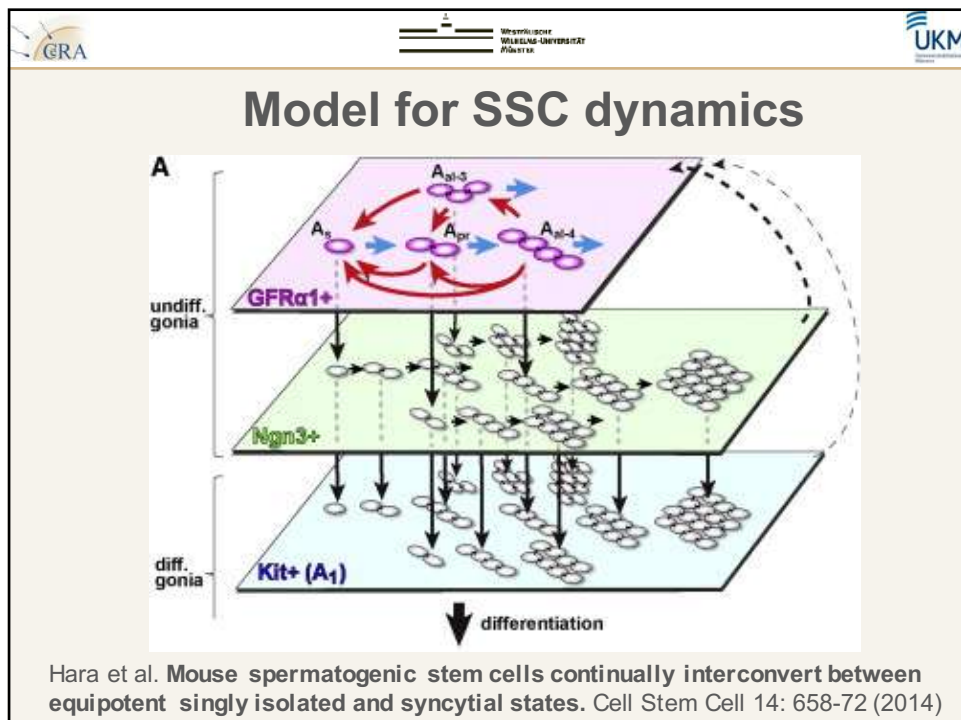 CeRA
WESTFÄLISCHE
WILHELMS-UNIVERSITÄT
MÜNSTER
UKM
Model for SSC dynamics
A
Aal-3
As
Apr
Aal-4
GFRα1+
undiff.
gonia
Ngn3+
diff.
gonia
Kit+ (A1)
differentiation
Hara et al. Mouse spermatogenic stem cells continually interconvert between
equipotent singly isolated and syncytial states. Cell Stem Cell 14: 658-72 (2014)